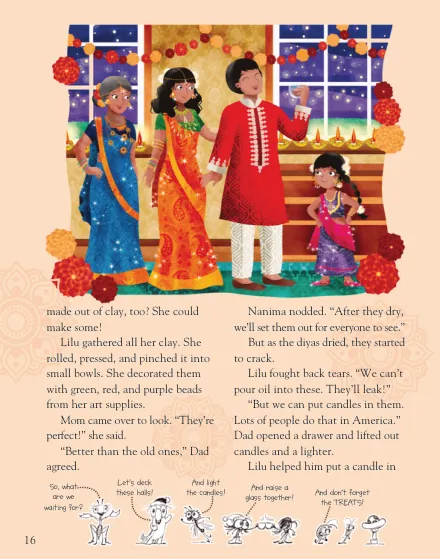 made out of clay, too? She could
make some!
Lilu gathered all her clay. She
rolled, pressed, and pinched it into
small bowls. She decorated them
with green, red, and purple beads
from her art supplies.
Mom came over to look. “They’re
perfect!” she said.
“Better than the old ones,” Dad
agreed.
Nanima nodded. “After they dry,
we’ll set them out for everyone to see.”
But as the diyas dried, they started
to crack.
Lilu fought back tears. “We can’t
pour oil into these. They’ll leak!”
“But we can put candles in them.
Lots of people do that in America.”
Dad opened a drawer and lifted out
candles and a lighter.
Lilu helped him put a candle in
So, what
are we
waiting for?
Let's deck
these halls!
And light
the candles!
And raise a
glass together!
And don't forget
the TREATS!
16